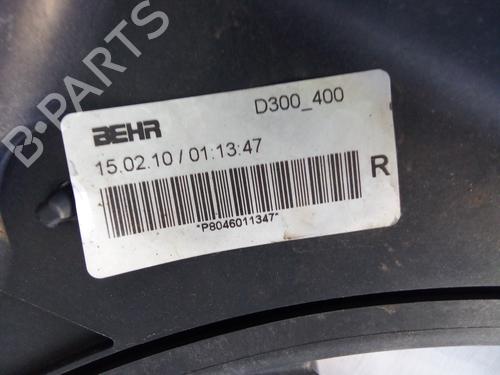 B-PARTS
BEHR
D300_400
15.02.10 / 01:13:47
R
*P8046011347*